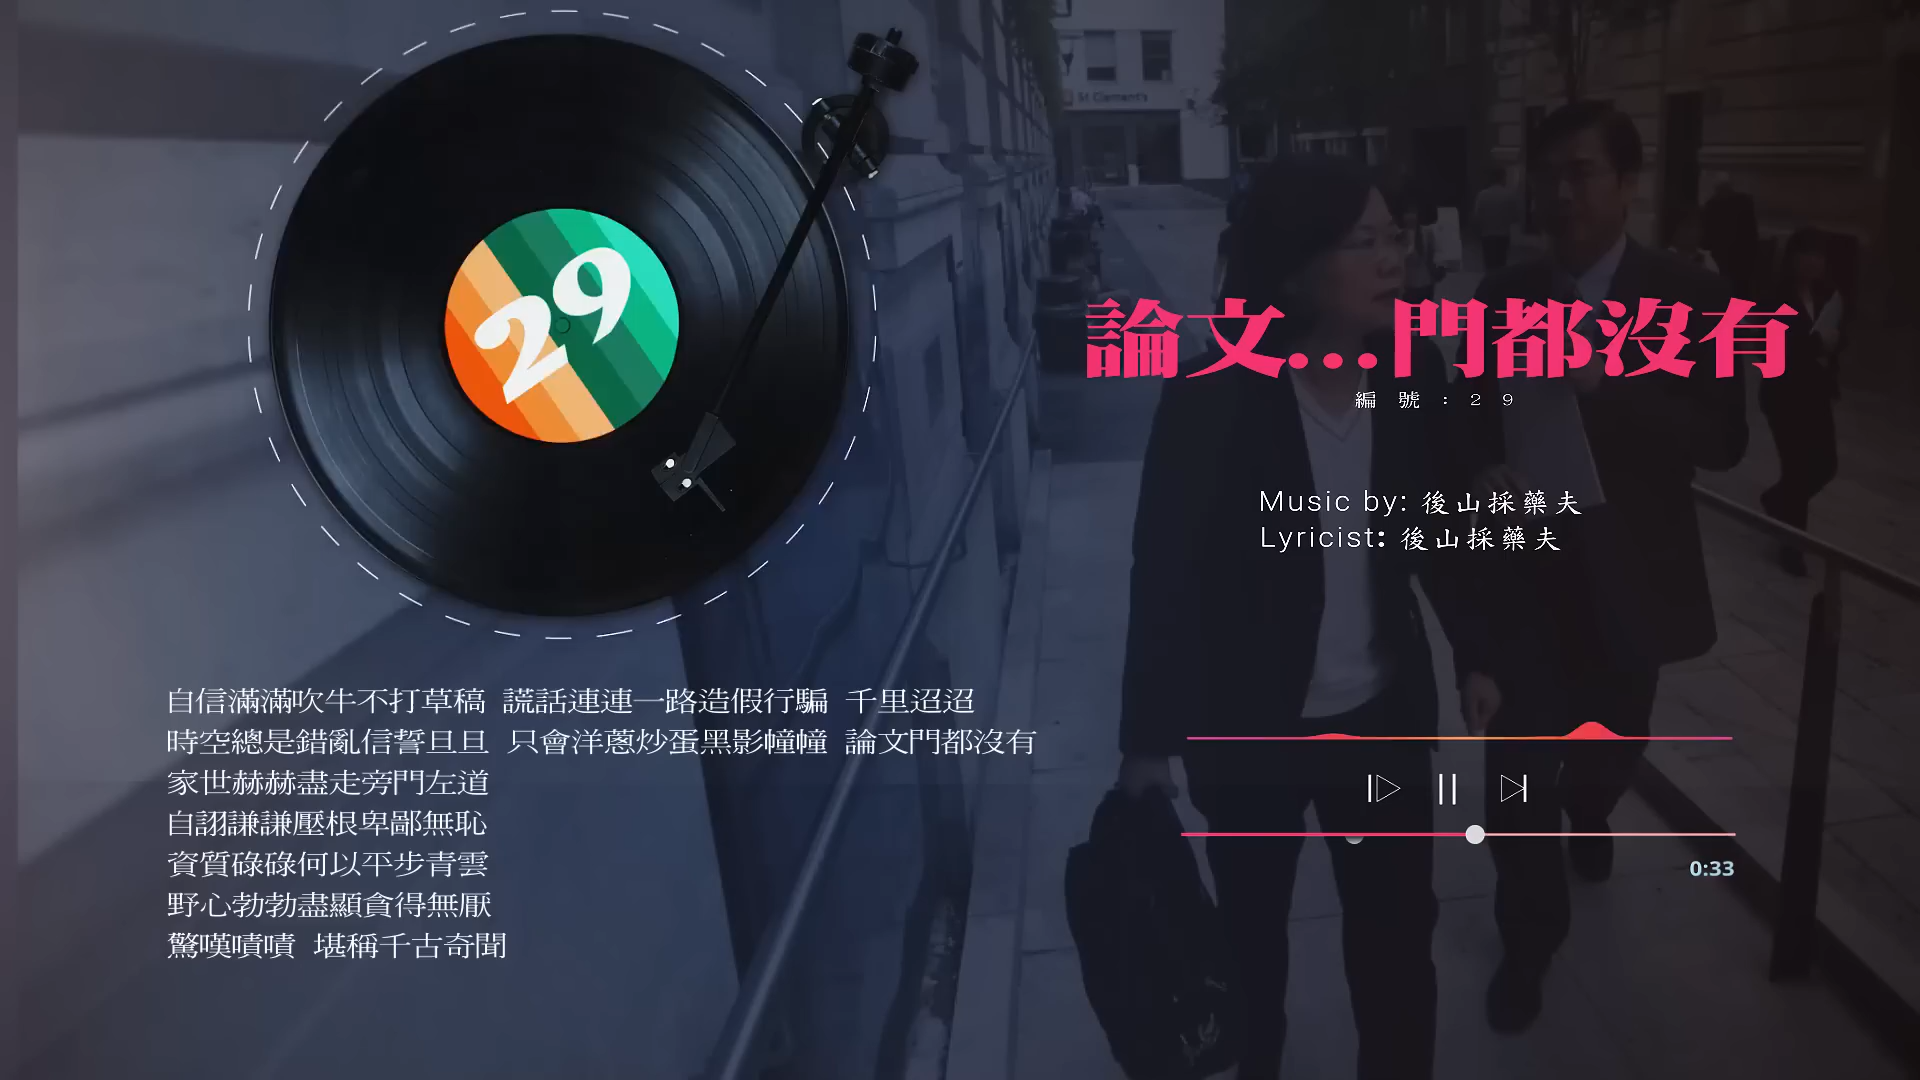 29
St Clement's
論文...門都沒有
編號:29
Music by: 後山採藥夫
Lyricist: 後山採藥夫
自信滿滿吹牛不打草稿 謊話連連一路造假行騙 千里迢迢
時空總是錯亂信誓旦旦 只會洋蔥炒蛋黑影幢幢 論文門都沒有
家世赫赫盡走旁門左道
自詡謙謙壓根卑鄙無恥
資質碌碌何以平步青雲
野心勃勃盡顯貪得無厭
驚嘆嘖嘖 堪稱千古奇聞
0:33